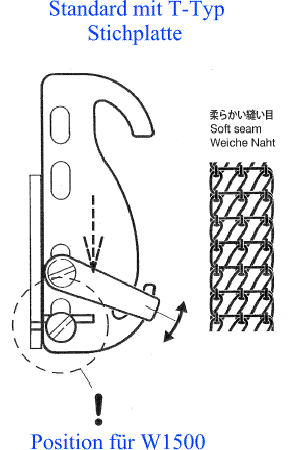 Standard mit T-Typ
Stichplatte
柔らかい縫い目
Soft seam
Weiche Naht
!
Position für W1500